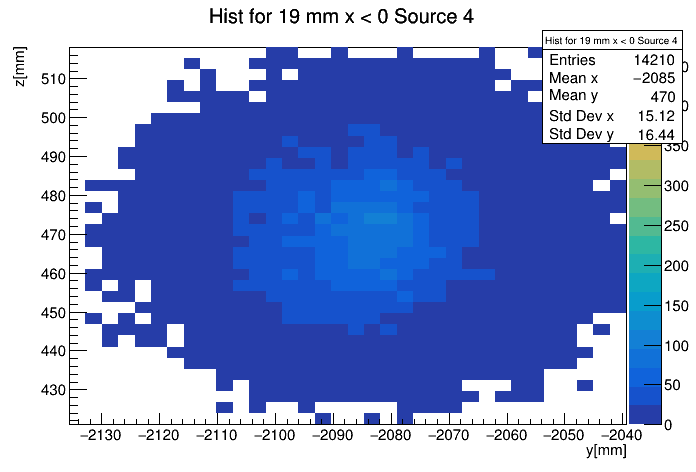 Hist for 19 mm x < 0 Source 4
z[mm]
Hist for 19 mm x < 0 Source 4
Entries 14210
Mean x −2085
Mean y 470
Std Dev x 15.12
Std Dev y 16.44
510
500
490
480
470
460
450
440
430
0
0
350
300
250
200
150
100
50
0
−2130 −2120 −2110 −2100 −2090 −2080 −2070 −2060 −2050 −2040
y[mm]